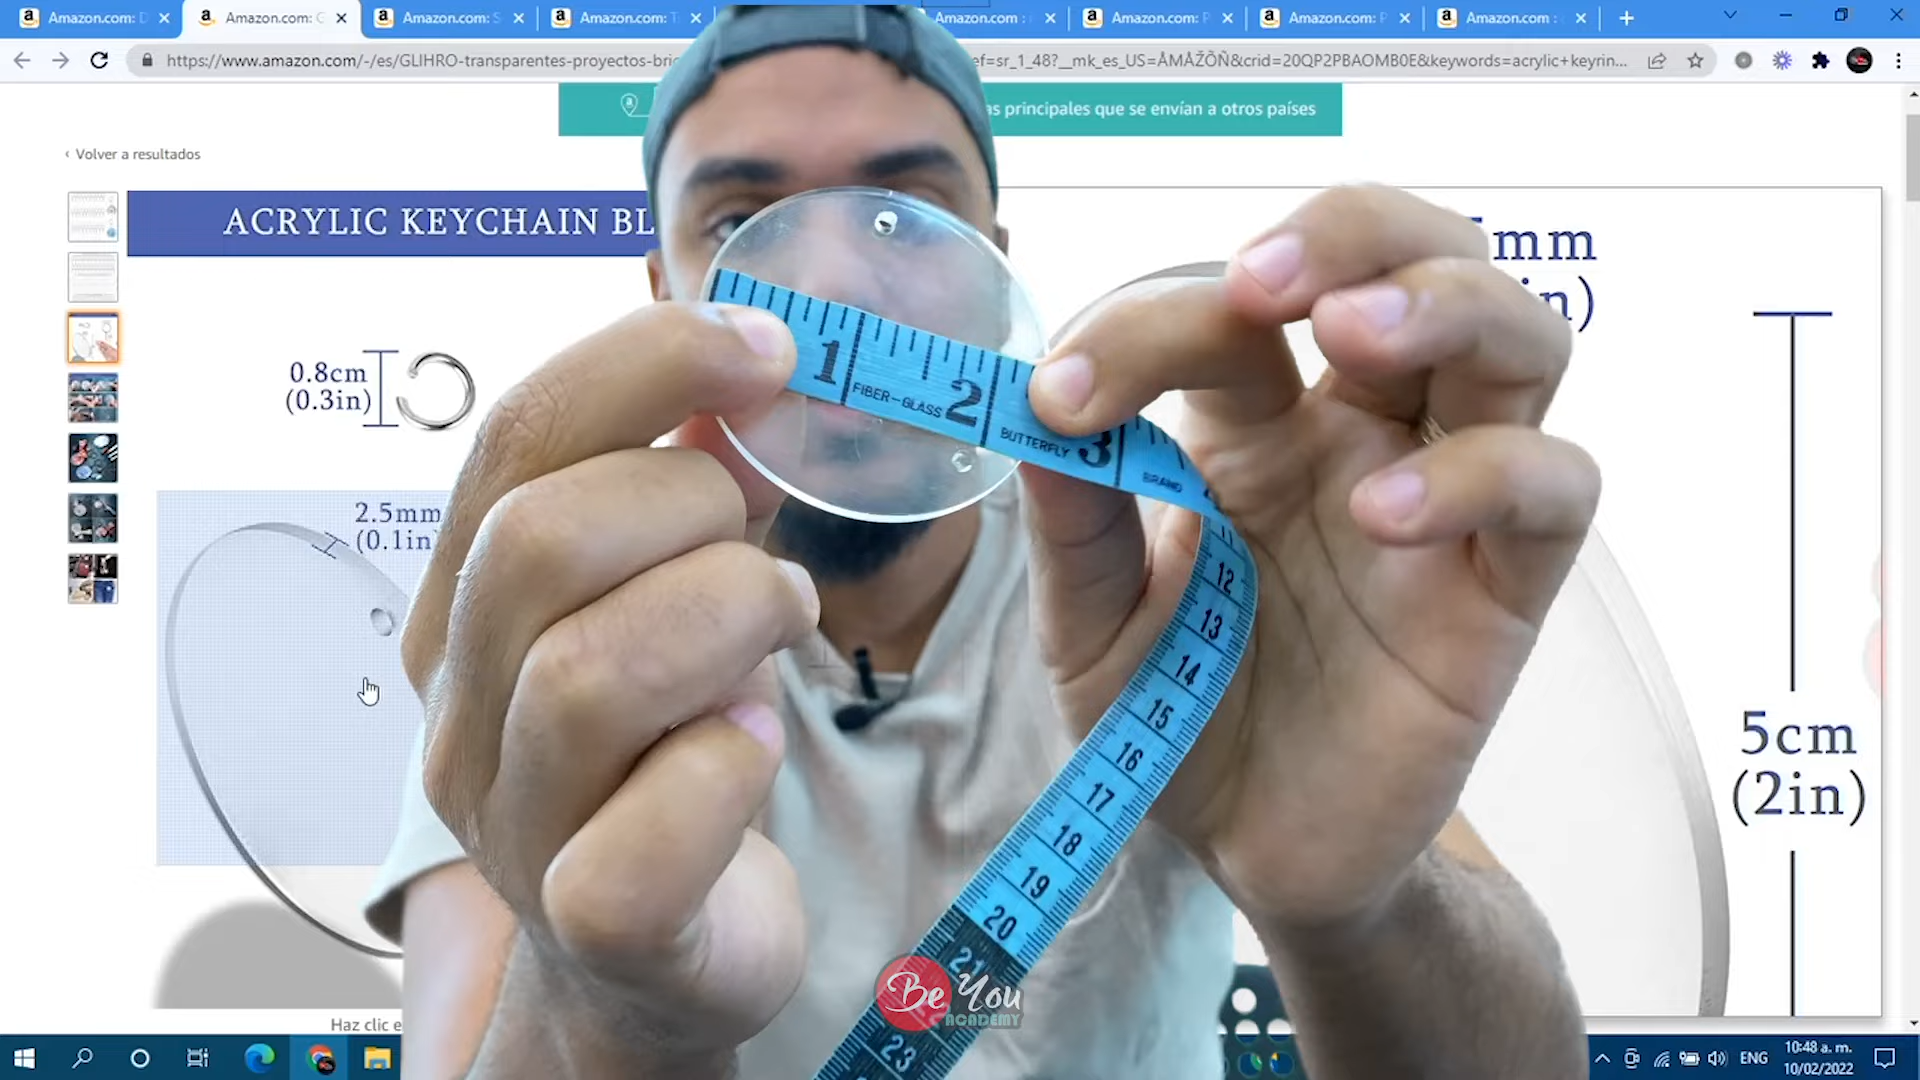 Amazon.com: D
Amazon.com: G
Amazon.com: S
Amazon.com: T
Amazon.com :
Amazon.com: P
Amazon.com: P
Amazon.com :
https://www.amazon.com/-/es/GLIHRO-transparentes-proyectos-bri
ef=sr_1_48?__mk_es_US=ÅMÅŽÕÑ&crid=20QP2PBAOMB0E&keywords=acrylic+keyrin...
as principales que se envían a otros países
‹ Volver a resultados
ACRYLIC KEYCHAIN BL
mm
in)
0.8cm
(0.3in)
2.5mm
(0.1in
5cm
(2in)
1
FIBER-GLASS
2
BUTTERFLY
3
BRAND
11
12
13
14
15
16
17
18
19
20
21
23
Be You
ACADEMY
Haz clic e
ENG
10:48 a. m.
10/02/2022